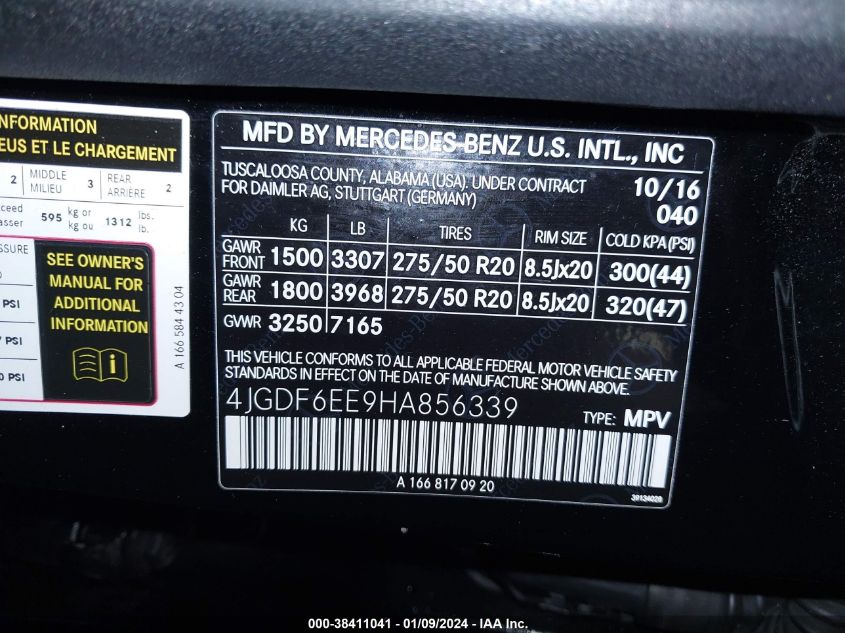 NFORMATION
EUS ET LE CHARGEMENT
2 MIDDLE MILIEU 3 REAR ARRIÈRE 2
595 kg or kg ou 1312 lbs. lb.
SEE OWNER'S
MANUAL FOR
ADDITIONAL
INFORMATION
PSI
PSI
0 PSI
A 166 584 43 04
MFD BY MERCEDES-BENZ U.S. INTL., INC
TUSCALOOSA COUNTY, ALABAMA (USA). UNDER CONTRACT
FOR DAIMLER AG, STUTTGART (GERMANY)
10/16
040
KG LB TIRES RIM SIZE COLD KPA (PSI)
GAWR FRONT 1500 3307 275/50 R20 8.5Jx20 300(44)
GAWR REAR 1800 3968 275/50 R20 8.5Jx20 320(47)
GVWR 3250 7165
THIS VEHICLE CONFORMS TO ALL APPLICABLE FEDERAL MOTOR VEHICLE SAFETY
STANDARDS IN EFFECT ON THE DATE OF MANUFACTURE SHOWN ABOVE.
4JGDF6EE9HA856339
TYPE: MPV
A 166 817 09 20
39134028
000-38411041 - 01/09/2024 - IAA Inc.